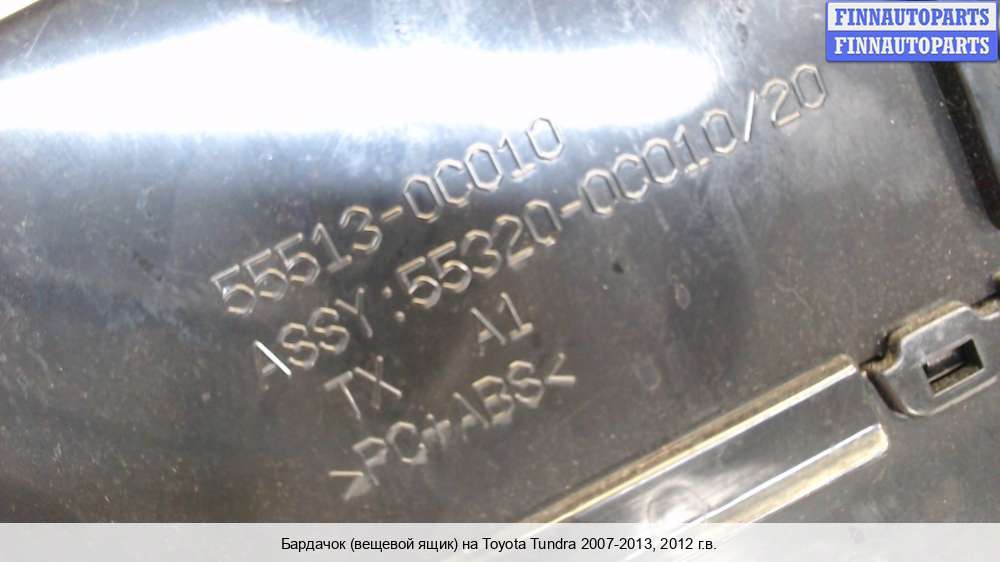 FINNAUTOPARTS
FINNAUTOPARTS
55513-0C010
ASSY:55320-0C010/20
TX A1
>PC+ABS<
Бардачок (вещевой ящик) на Toyota Tundra 2007-2013, 2012 г.в.